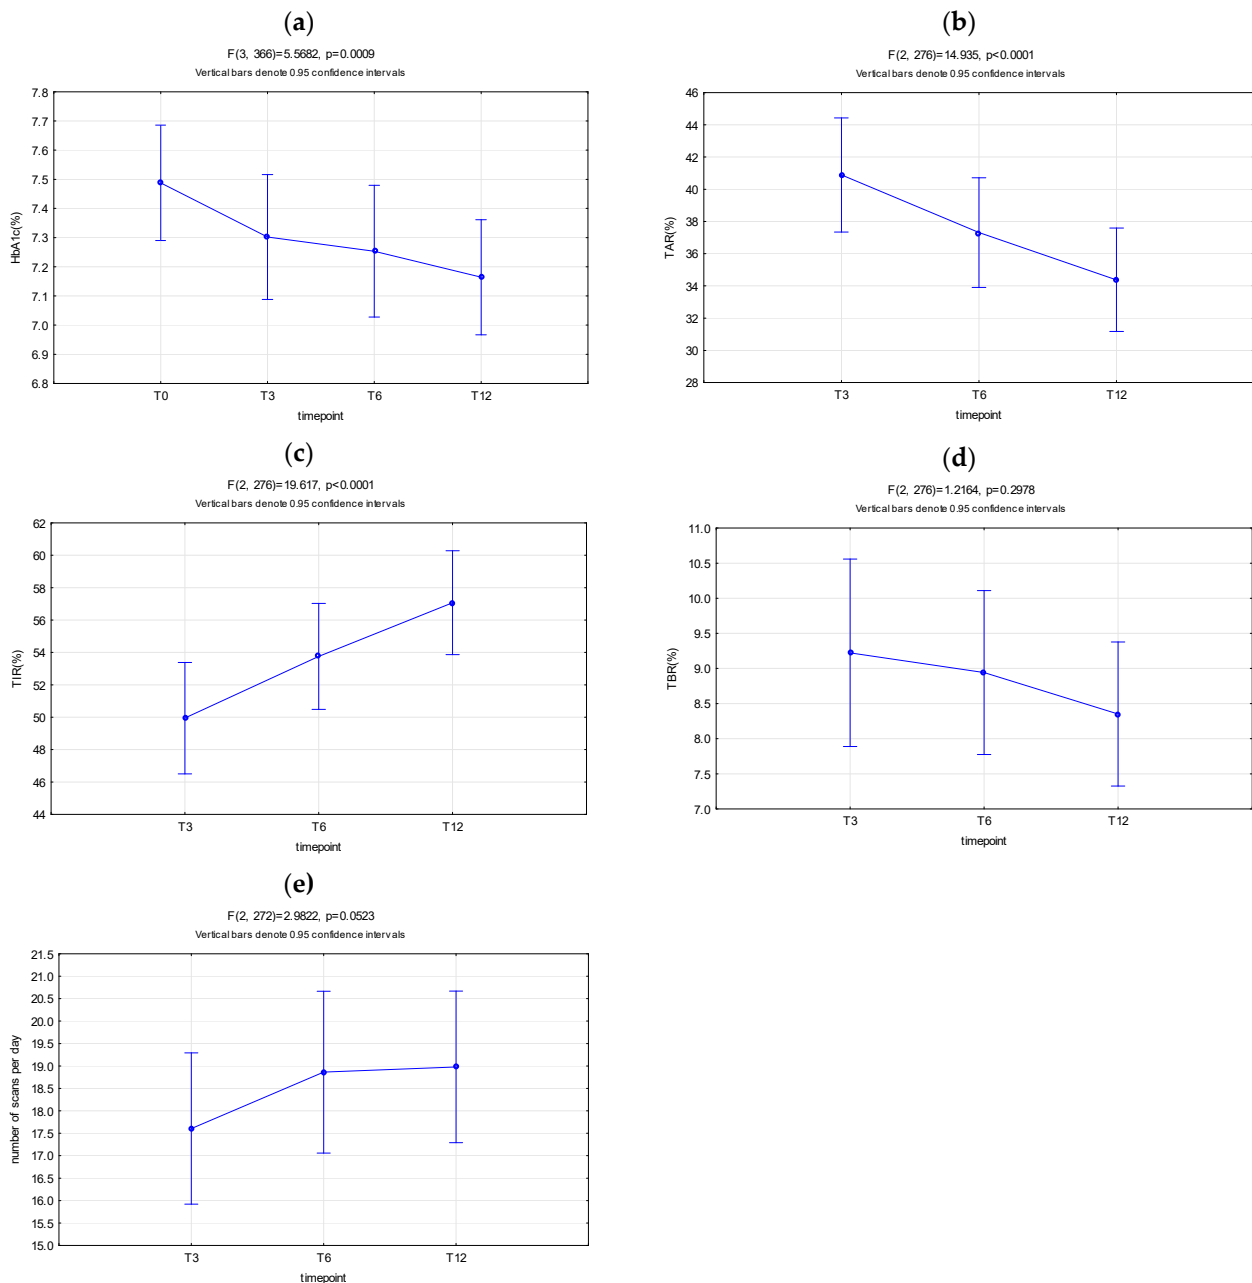 (a)
F(3, 366)=5.5682, p=0.0009
Vertical bars denote 0.95 confidence intervals
7.8
7.7
7.6
7.5
7.4
7.3
7.2
7.1
7.0
6.9
6.8
HbA1c(%)
T0 T3 T6 T12
timepoint
(b)
F(2, 276)=14.935, p<0.0001
Vertical bars denote 0.95 confidence intervals
46
44
42
40
38
36
34
32
30
28
TAR(%)
T3 T6 T12
timepoint
(c)
F(2, 276)=19.617, p<0.0001
Vertical bars denote 0.95 confidence intervals
62
60
58
56
54
52
50
48
46
44
TIR(%)
T3 T6 T12
timepoint
(d)
F(2, 276)=1.2164, p=0.2978
Vertical bars denote 0.95 confidence intervals
11.0
10.5
10.0
9.5
9.0
8.5
8.0
7.5
7.0
TBR(%)
T3 T6 T12
timepoint
(e)
F(2, 272)=2.9822, p=0.0523
Vertical bars denote 0.95 confidence intervals
21.5
21.0
20.5
20.0
19.5
19.0
18.5
18.0
17.5
17.0
16.5
16.0
15.5
15.0
number of scans per day
T3 T6 T12
timepoint